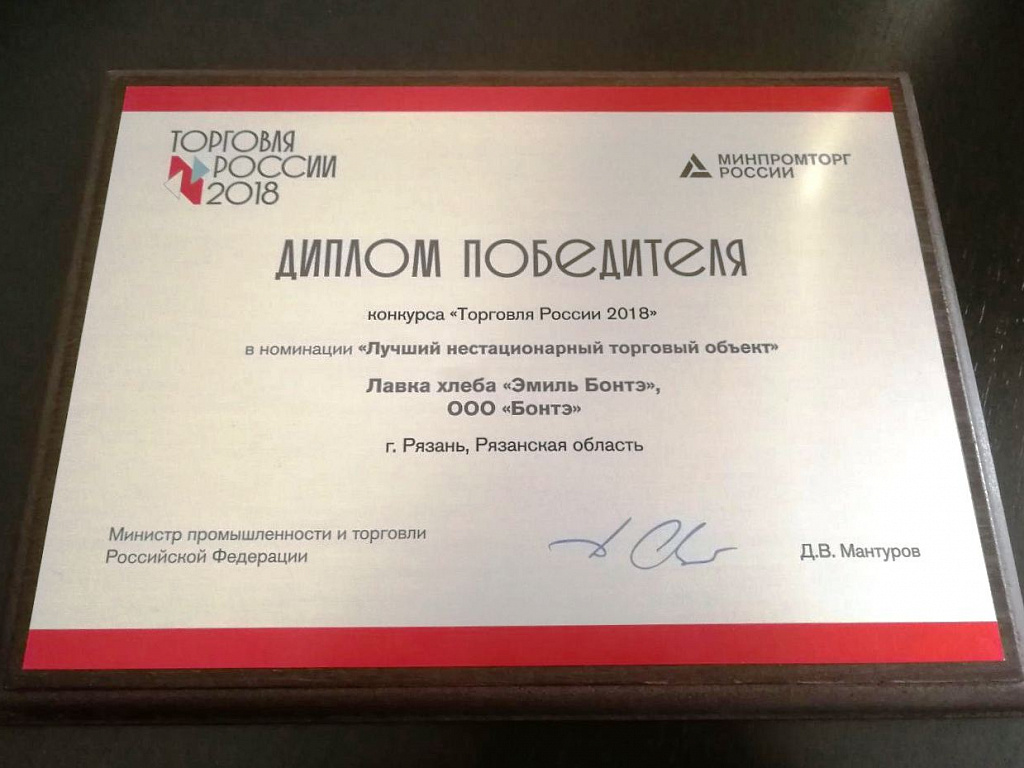 ТОРГОВЛЯ
РОССИИ
2018
МИНПРОМТОРГ
РОССИИ
ДИПЛОМ ПОБЕДИТЕЛЯ
конкурса «Торговля России 2018»
в номинации «Лучший нестационарный торговый объект»
Лавка хлеба «Эмиль Бонтэ»,
ООО «Бонтэ»
г. Рязань, Рязанская область
Министр промышленности и торговли
Российской Федерации
Д.В. Мантуров